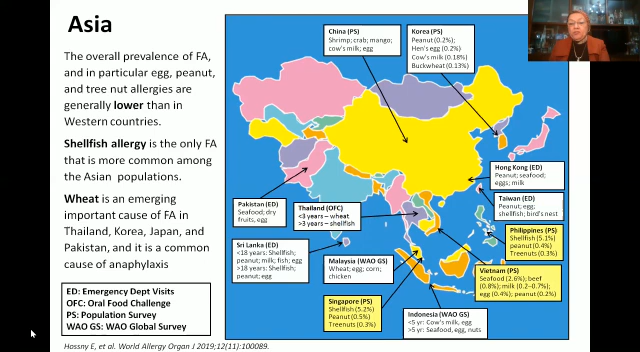 Asia
The overall prevalence of FA,
and in particular egg, peanut,
and tree nut allergies are
generally lower than in
Western countries.
Shellfish allergy is the only FA
that is more common among
the Asian populations.
Wheat is an emerging
important cause of FA in
Thailand, Korea, Japan, and
Pakistan, and it is a common
cause of anaphylaxis
ED: Emergency Dept Visits
OFC: Oral Food Challenge
PS: Population Survey
WAO GS: WAO Global Survey
Hossny E, et al. World Allergy Organ J 2019;12(11):100089.
China (PS)
Shrimp; crab; mango;
cow's milk; egg
Korea (PS)
Peanut (0.2%);
Hen's egg (0.2%)
Cow's milk (0.18%)
Buckwheat (0.13%)
Hong Kong (ED)
Peanut; seafood;
eggs; milk
Taiwan (ED)
Peanut; egg;
shellfish; bird's nest
Pakistan (ED)
Seafood; dry
fruits, egg
Thailand (OFC)
<3 years – wheat
>3 years – shellfish
Philippines (PS)
Shellfish (5.1%)
peanut (0.4%)
Treenuts (0.3%)
Sri Lanka (ED)
<18 years: Shellfish;
peanut; milk; fish; egg
>18 years: Shellfish;
peanut; egg
Malaysia (WAO GS)
Wheat; egg; corn;
chicken
Vietnam (PS)
Seafood (2.6%); beef
(0.8%); milk (0.2–0.7%);
egg (0.4%); peanut (0.2%)
Singapore (PS)
Shellfish (5.2%)
Peanut (0.5%)
Treenuts (0.3%)
Indonesia (WAO GS)
<5 yr: Cow's milk, egg
>5 yr: Seafood, egg, nuts